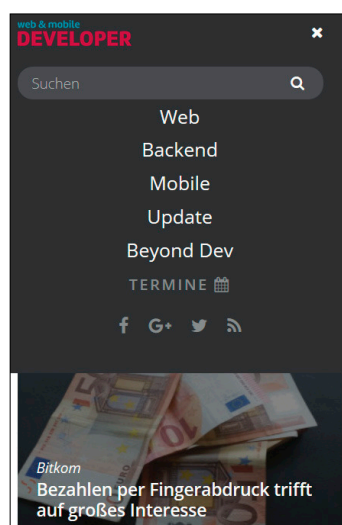 web & mobile
DEVELOPER
Suchen
Web
Backend
Mobile
Update
Beyond Dev
TERMINE
f G+
Bitkom
Bezahlen per Fingerabdruck trifft
auf großes Interesse